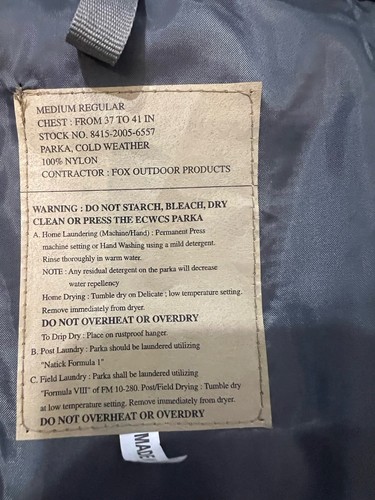 MEDIUM REGULAR
CHEST : FROM 37 TO 41 IN
STOCK NO. 8415-2005-6557
PARKA, COLD WEATHER
100% NYLON
CONTRACTOR : FOX OUTDOOR PRODUCTS
WARNING : DO NOT STARCH, BLEACH, DRY
CLEAN OR PRESS THE ECWCS PARKA
A. Home Laundering (Machine/Hand) : Permanent Press
machine setting or Hand Washing using a mild detergent.
Rinse thoroughly in warm water.
NOTE : Any residual detergent on the parka will decrease
water repellency
Home Drying : Tumble dry on Delicate ; low temperature setting.
Remove immediately from dryer.
DO NOT OVERHEAT OR OVERDRY
To Drip Dry : Place on rustproof hanger.
B. Post Laundry : Parka should be laundered utilizing
"Natick Formula 1"
C. Field Laundry : Parka shall be laundered utilizing
"Formula VIII" of FM 10-280. Post/Field Drying : Tumble dry
at low temperature setting. Remove immediately from dryer.
DO NOT OVERHEAT OR OVERDRY
MADE